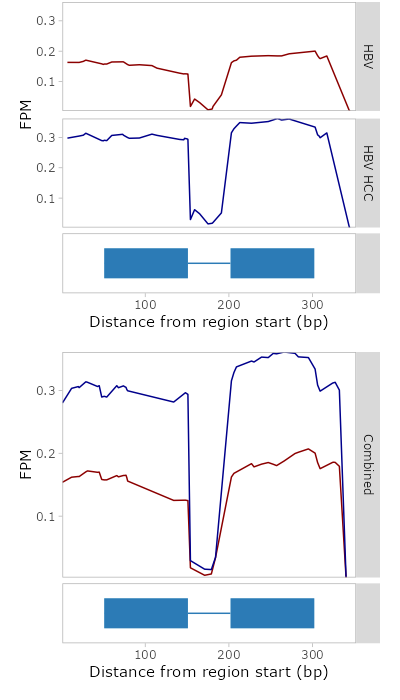 0.3
0.2
0.1
HBV
FPM
0.3
0.2
0.1
HBV HCC
100 200 300
Distance from region start (bp)
0.3
0.2
0.1
FPM
Combined
100 200 300
Distance from region start (bp)